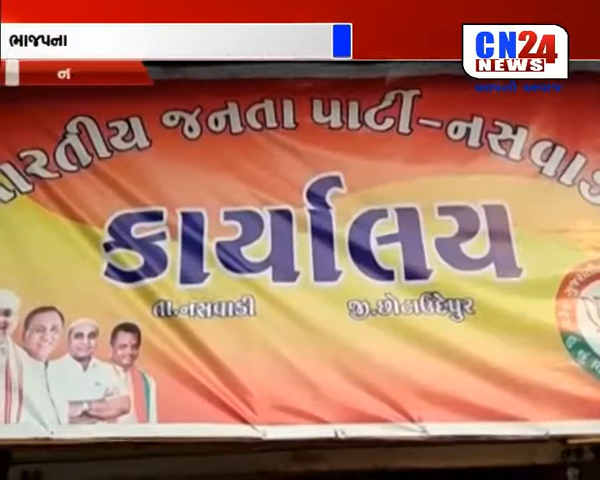 ભાજપના
ન
CN24
NEWS
ભારતીય જનતા પાર્ટી-નસવાડી
કાર્યાલય
તા.નસવાડી જી.છોટાઉદેપુર